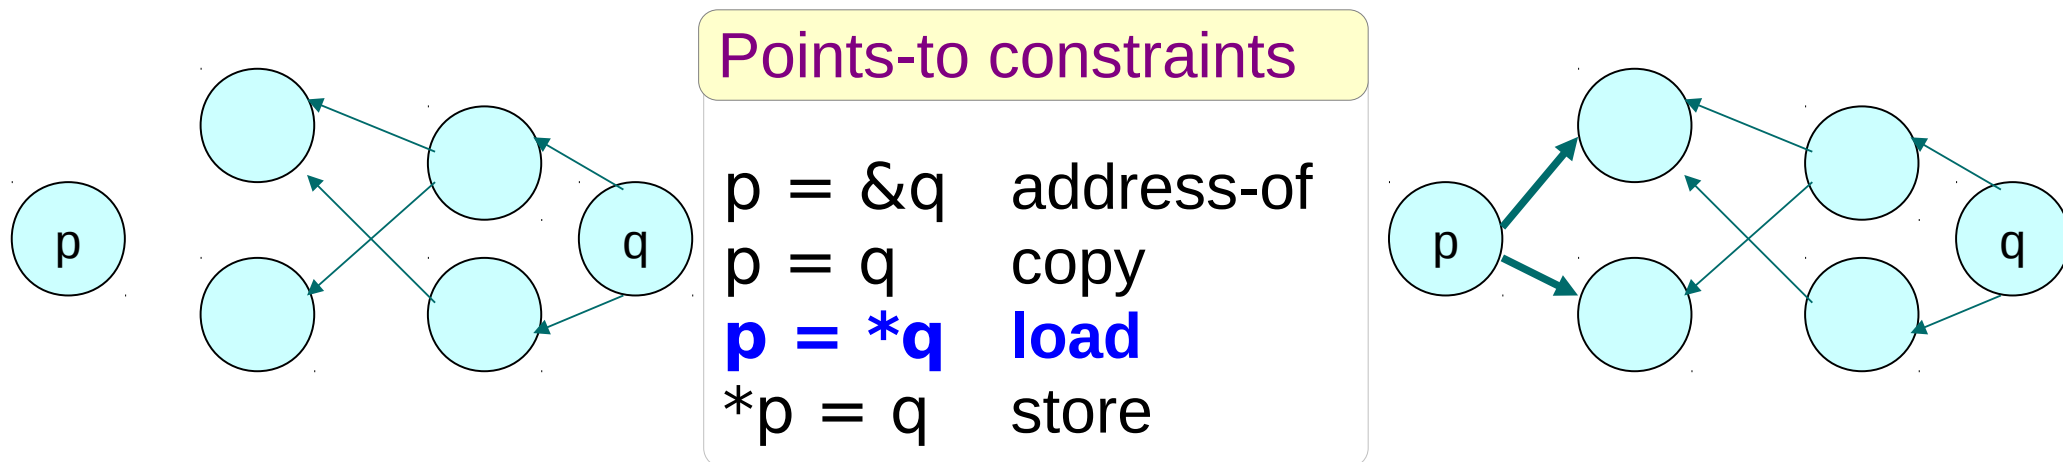 Points-to constraints
p = &q address-of
p = q copy
p = *q load
*p = q store
p
q
p
q